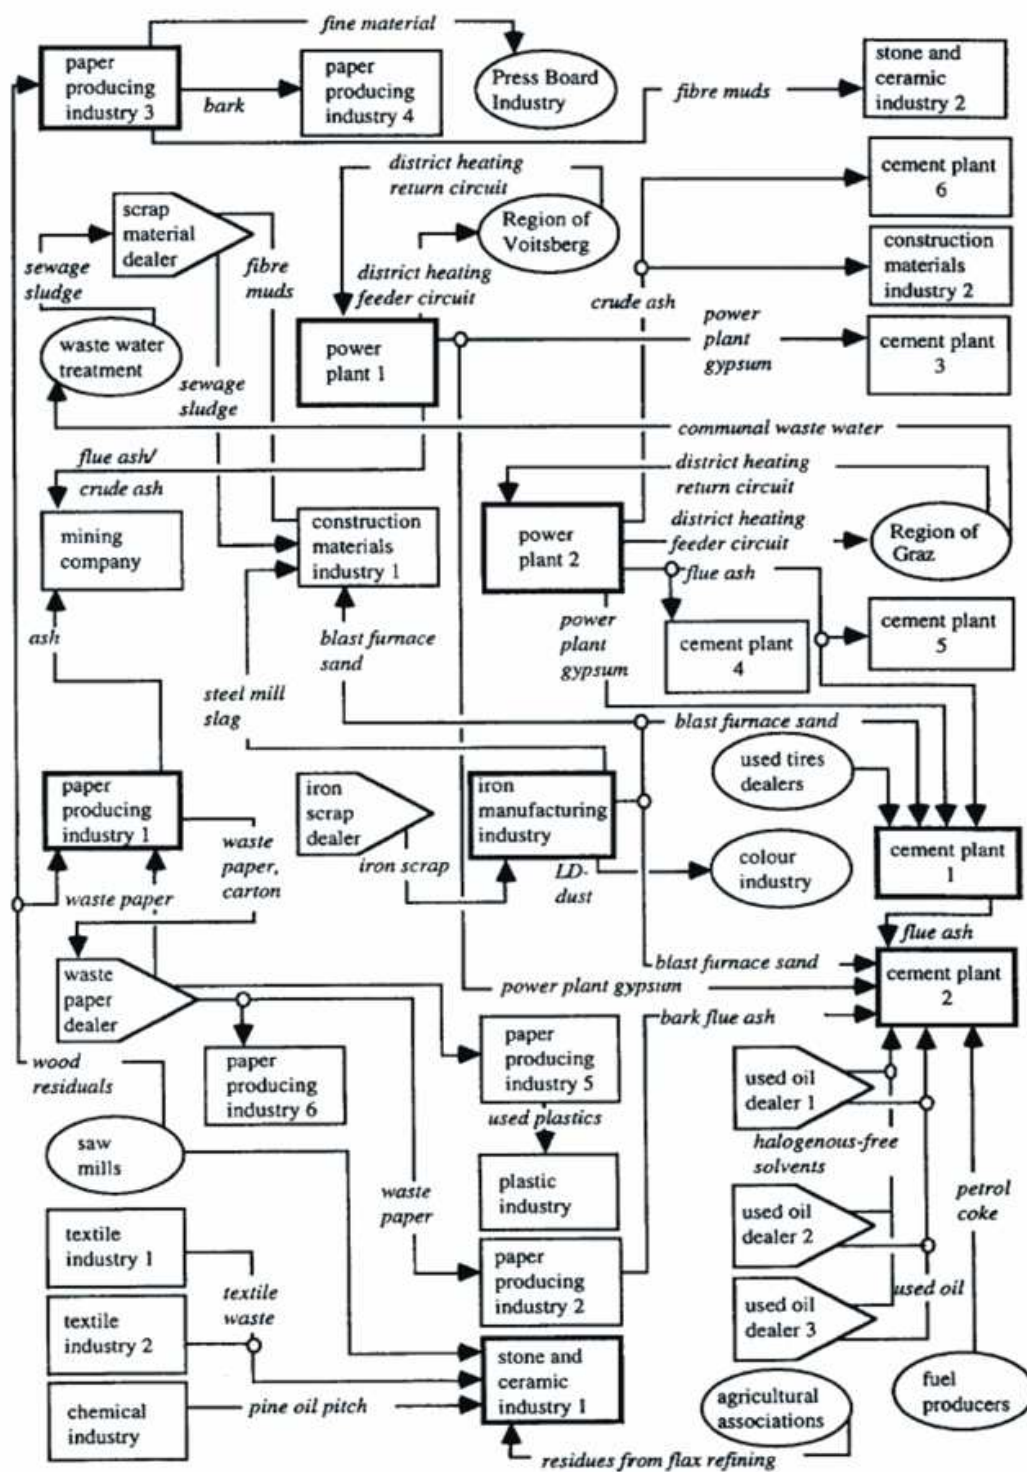 fine material
paper
producing
industry 3
bark
paper
producing
industry 4
Press Board
Industry
fibre muds
stone and
ceramic
industry 2
district heating
return circuit
cement plant
6
scrap
material
dealer
Region of
Voitsberg
sewage
sludge
fibre
muds
district heating
feeder circuit
crude ash
construction
materials
industry 2
waste water
treatment
power
plant 1
power
plant
gypsum
cement plant
3
sewage
sludge
communal waste water
flue ash/
crude ash
district heating
return circuit
mining
company
construction
materials
industry 1
power
plant 2
district heating
feeder circuit
Region of
Graz
flue ash
ash
blast furnace
sand
power
plant
gypsum
cement plant
4
cement plant
5
steel mill
slag
blast furnace sand
used tires
dealers
paper
producing
industry 1
iron
scrap
dealer
iron
manufacturing
industry
waste
paper,
carton
iron scrap
LD-
dust
colour
industry
cement plant
1
waste paper
flue ash
waste
paper
dealer
blast furnace sand
cement plant
2
power plant gypsum
bark flue ash
wood
residuals
paper
producing
industry 6
paper
producing
industry 5
used oil
dealer 1
used plastics
saw
mills
halogenous-free
solvents
plastic
industry
waste
paper
used oil
dealer 2
petrol
coke
textile
industry 1
paper
producing
industry 2
textile
waste
used oil
textile
industry 2
used oil
dealer 3
stone and
ceramic
industry 1
chemical
industry
pine oil pitch
agricultural
associations
fuel
producers
residues from flax refining